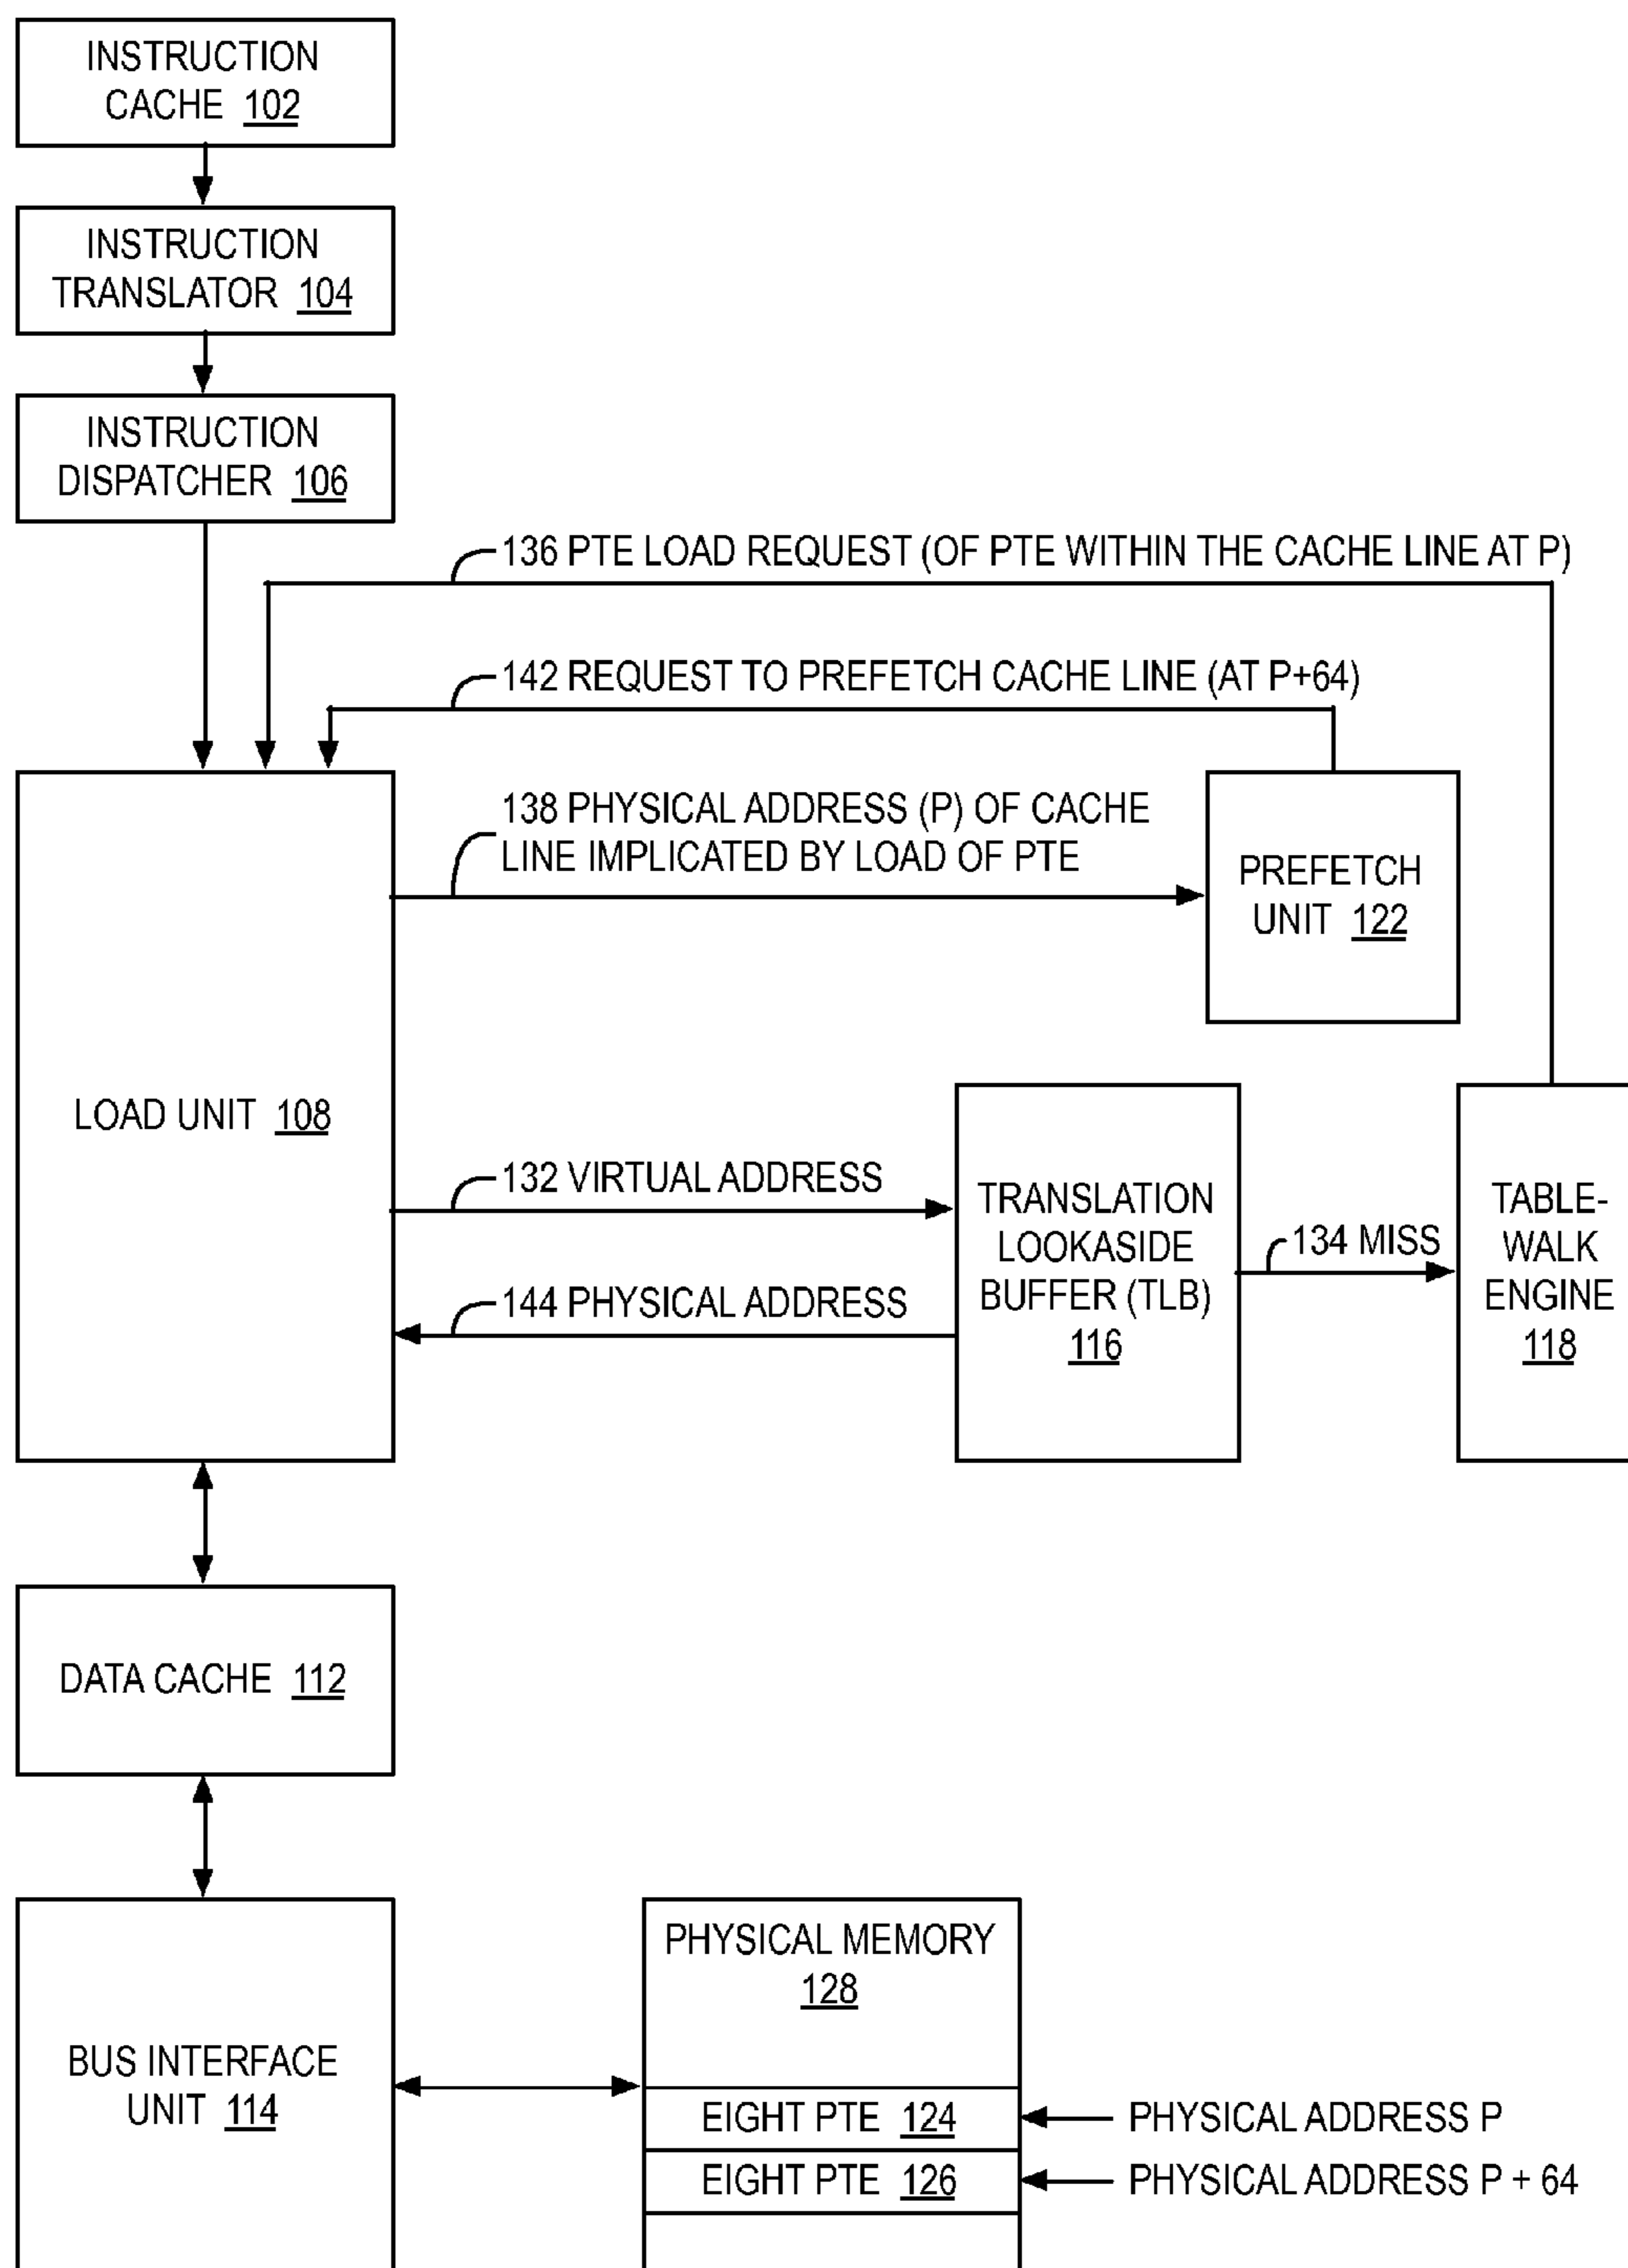 INSTRUCTION
CACHE 102
INSTRUCTION
TRANSLATOR 104
INSTRUCTION
DISPATCHER 106
136 PTE LOAD REQUEST (OF PTE WITHIN THE CACHE LINE AT P)
142 REQUEST TO PREFETCH CACHE LINE (AT P+64)
138 PHYSICAL ADDRESS (P) OF CACHE
LINE IMPLICATED BY LOAD OF PTE
PREFETCH
UNIT 122
LOAD UNIT 108
132 VIRTUAL ADDRESS
144 PHYSICAL ADDRESS
TRANSLATION
LOOKASIDE
BUFFER (TLB)
116
134 MISS
TABLE-
WALK
ENGINE
118
DATA CACHE 112
BUS INTERFACE
UNIT 114
PHYSICAL MEMORY
128
EIGHT PTE 124
PHYSICAL ADDRESS P
EIGHT PTE 126
PHYSICAL ADDRESS P + 64